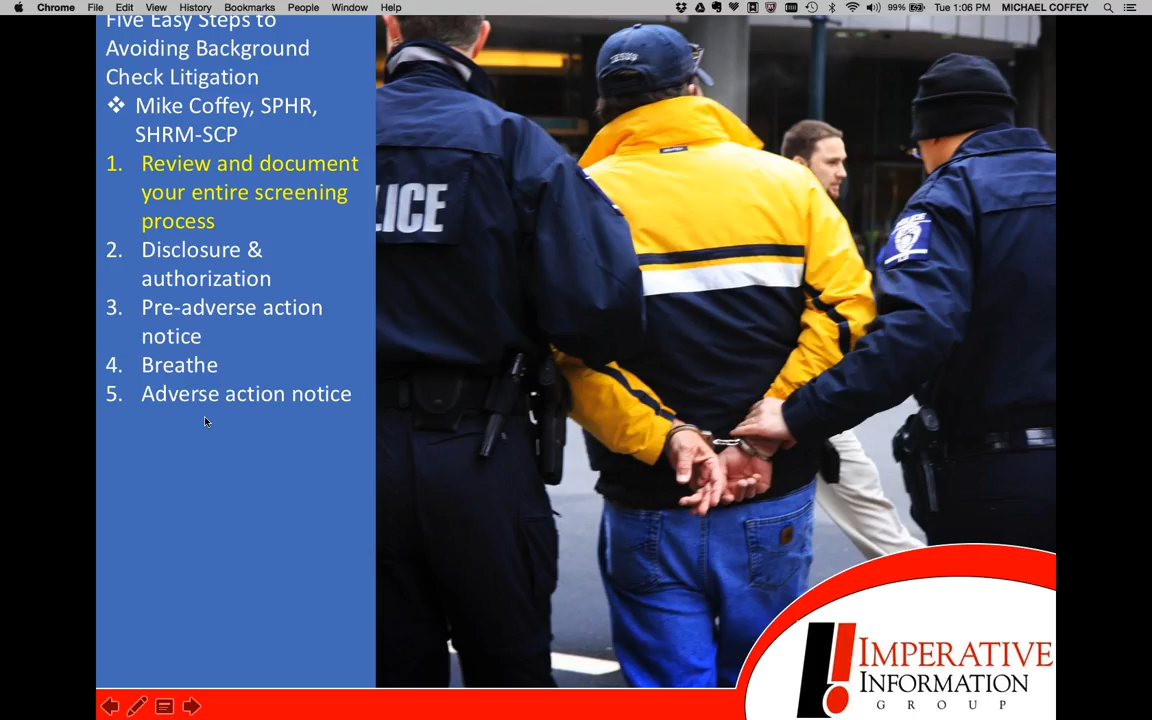 Chrome File Edit View History Bookmarks People Window Help 99% Tue 1:06 PM MICHAEL COFFEY
Five Easy Steps to
Avoiding Background
Check Litigation
❖ Mike Coffey, SPHR,
SHRM-SCP
1. Review and document
your entire screening
process
2. Disclosure &
authorization
3. Pre-adverse action
notice
4. Breathe
5. Adverse action notice
LICE
POLICE
IMPERATIVE
INFORMATION
GROUP